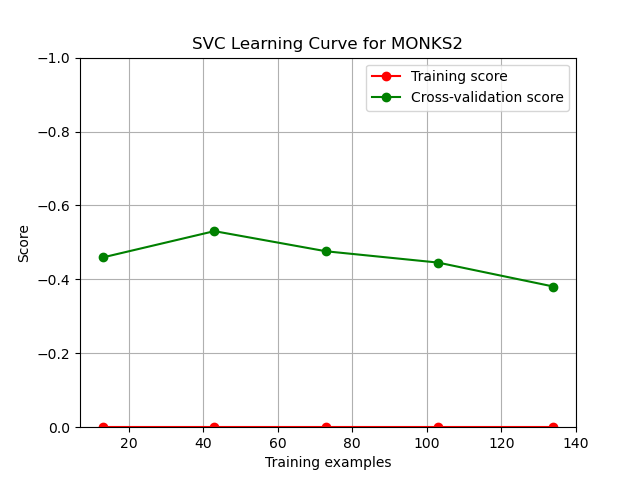 SVC Learning Curve for MONKS2
−1.0
−0.8
−0.6
−0.4
−0.2
0.0
Score
Training score
Cross-validation score
20 40 60 80 100 120 140
Training examples